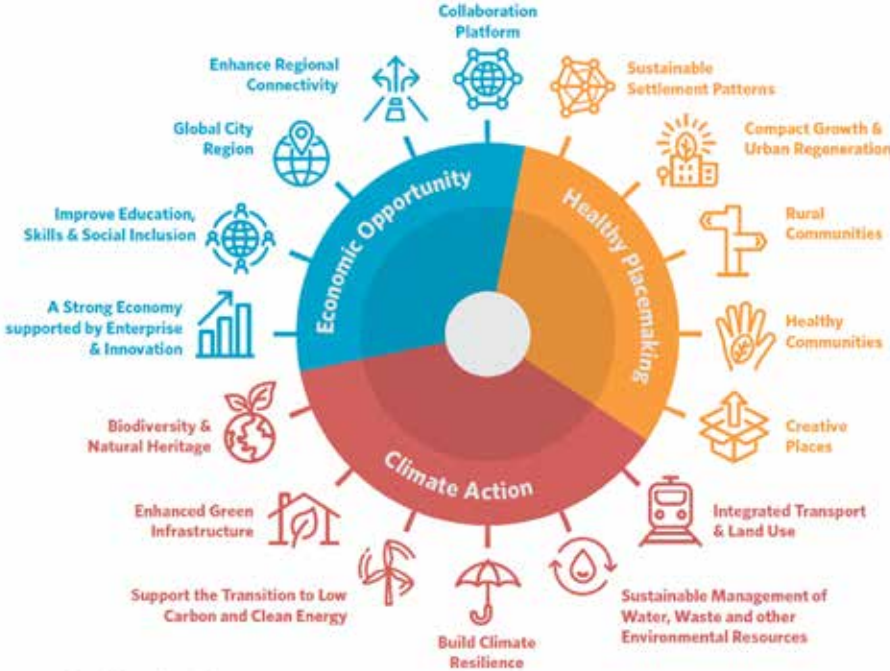 Collaboration
Platform
Enhance Regional
Connectivity
Global City
Region
Improve Education,
Skills & Social Inclusion
A Strong Economy
supported by Enterprise
& Innovation
Economic Opportunity
Sustainable
Settlement Patterns
Compact Growth &
Urban Regeneration
Rural
Communities
Healthy
Communities
Creative
Places
Healthy Placemaking
Integrated Transport
& Land Use
Sustainable Management of
Water, Waste and other
Environmental Resources
Build Climate
Resilience
Support the Transition to Low
Carbon and Clean Energy
Enhanced Green
Infrastructure
Biodiversity &
Natural Heritage
Climate Action